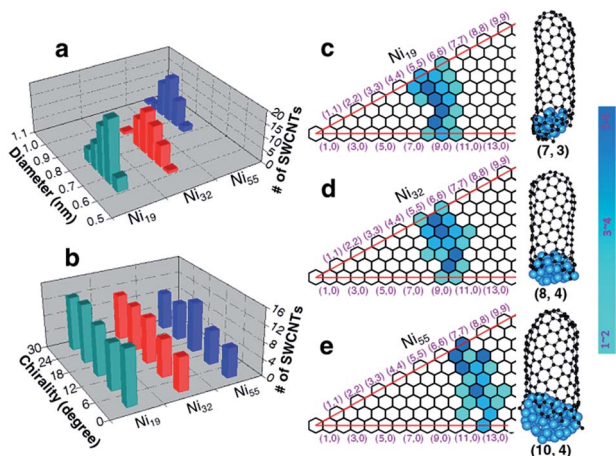 a
20
15
10
5
0
# of SWCNTs
1.1
1.0
0.9
0.8
0.7
0.6
0.5
Diameter (nm)
Ni19
Ni32
Ni55
b
16
12
8
4
0
# of SWCNTs
30
24
18
12
6
0
Chirality (degree)
Ni19
Ni32
Ni55
c
Ni19
(1,1) (2,2) (3,3) (4,4) (5,5) (6,6) (7,7) (8,8) (9,9)
(1,0) (3,0) (5,0) (7,0) (9,0) (11,0) (13,0)
(7, 3)
d
Ni32
(1,1) (2,2) (3,3) (4,4) (5,5) (6,6) (7,7) (8,8) (9,9)
(1,0) (3,0) (5,0) (7,0) (9,0) (11,0) (13,0)
(8, 4)
e
Ni55
(1,1) (2,2) (3,3) (4,4) (5,5) (6,6) (7,7) (8,8) (9,9)
(1,0) (3,0) (5,0) (7,0) (9,0) (11,0) (13,0)
(10, 4)
3~4
1~2